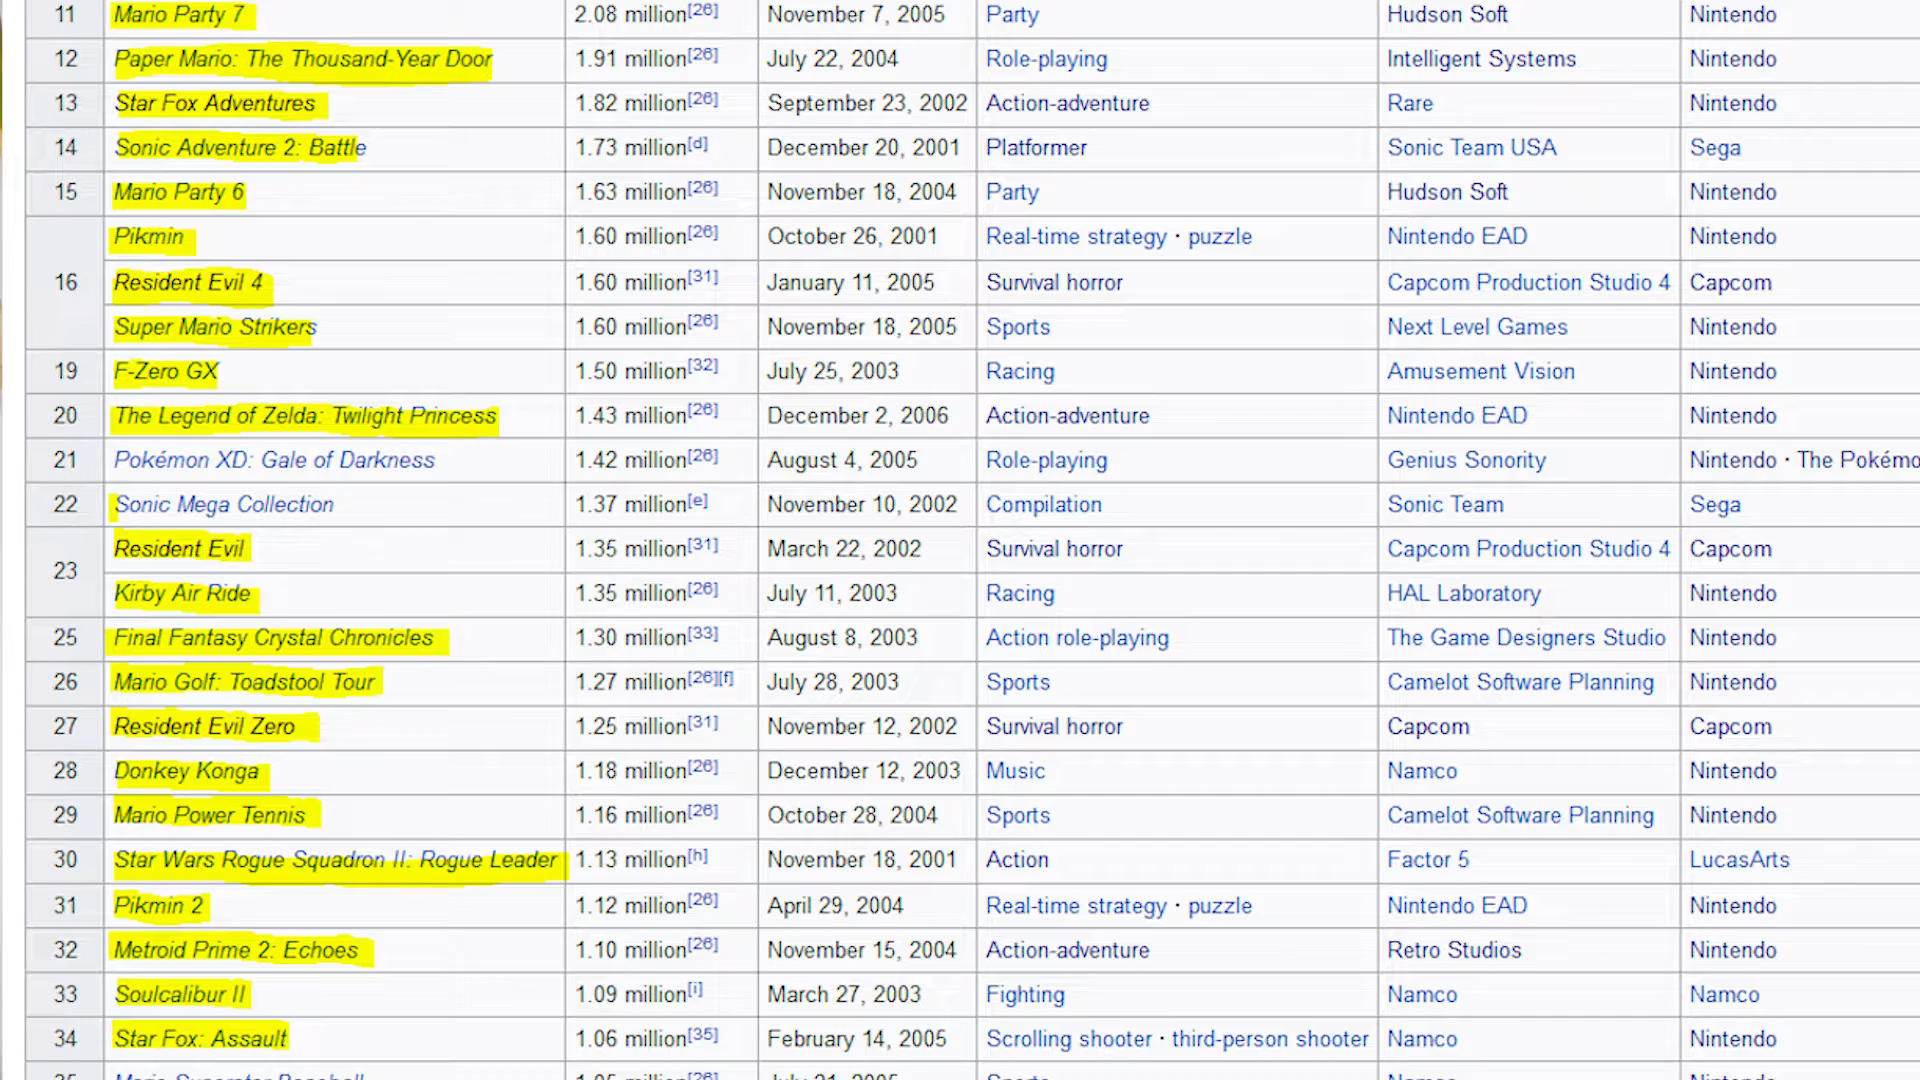 11 Mario Party 7 2.08 million[26] November 7, 2005 Party Hudson Soft Nintendo
12 Paper Mario: The Thousand-Year Door 1.91 million[26] July 22, 2004 Role-playing Intelligent Systems Nintendo
13 Star Fox Adventures 1.82 million[26] September 23, 2002 Action-adventure Rare Nintendo
14 Sonic Adventure 2: Battle 1.73 million[d] December 20, 2001 Platformer Sonic Team USA Sega
15 Mario Party 6 1.63 million[26] November 18, 2004 Party Hudson Soft Nintendo
16 Pikmin 1.60 million[26] October 26, 2001 Real-time strategy · puzzle Nintendo EAD Nintendo
Resident Evil 4 1.60 million[31] January 11, 2005 Survival horror Capcom Production Studio 4 Capcom
Super Mario Strikers 1.60 million[26] November 18, 2005 Sports Next Level Games Nintendo
19 F-Zero GX 1.50 million[32] July 25, 2003 Racing Amusement Vision Nintendo
20 The Legend of Zelda: Twilight Princess 1.43 million[26] December 2, 2006 Action-adventure Nintendo EAD Nintendo
21 Pokémon XD: Gale of Darkness 1.42 million[26] August 4, 2005 Role-playing Genius Sonority Nintendo · The Pokémo
22 Sonic Mega Collection 1.37 million[e] November 10, 2002 Compilation Sonic Team Sega
23 Resident Evil 1.35 million[31] March 22, 2002 Survival horror Capcom Production Studio 4 Capcom
Kirby Air Ride 1.35 million[26] July 11, 2003 Racing HAL Laboratory Nintendo
25 Final Fantasy Crystal Chronicles 1.30 million[33] August 8, 2003 Action role-playing The Game Designers Studio Nintendo
26 Mario Golf: Toadstool Tour 1.27 million[26][f] July 28, 2003 Sports Camelot Software Planning Nintendo
27 Resident Evil Zero 1.25 million[31] November 12, 2002 Survival horror Capcom Capcom
28 Donkey Konga 1.18 million[26] December 12, 2003 Music Namco Nintendo
29 Mario Power Tennis 1.16 million[26] October 28, 2004 Sports Camelot Software Planning Nintendo
30 Star Wars Rogue Squadron II: Rogue Leader 1.13 million[h] November 18, 2001 Action Factor 5 LucasArts
31 Pikmin 2 1.12 million[26] April 29, 2004 Real-time strategy · puzzle Nintendo EAD Nintendo
32 Metroid Prime 2: Echoes 1.10 million[26] November 15, 2004 Action-adventure Retro Studios Nintendo
33 Soulcalibur II 1.09 million[i] March 27, 2003 Fighting Namco Namco
34 Star Fox: Assault 1.06 million[35] February 14, 2005 Scrolling shooter · third-person shooter Namco Nintendo